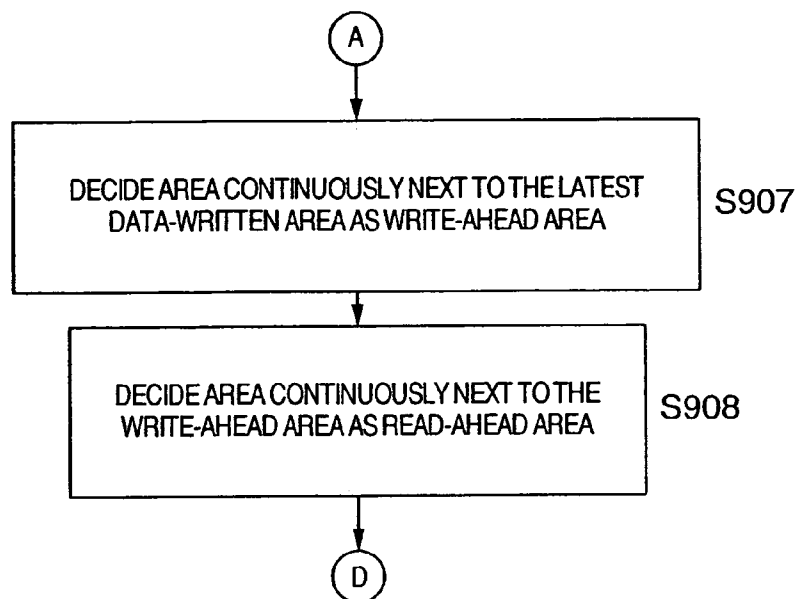 A
DECIDE AREA CONTINUOUSLY NEXT TO THE LATEST
DATA-WRITTEN AREA AS WRITE-AHEAD AREA
S907
DECIDE AREA CONTINUOUSLY NEXT TO THE
WRITE-AHEAD AREA AS READ-AHEAD AREA
S908
D